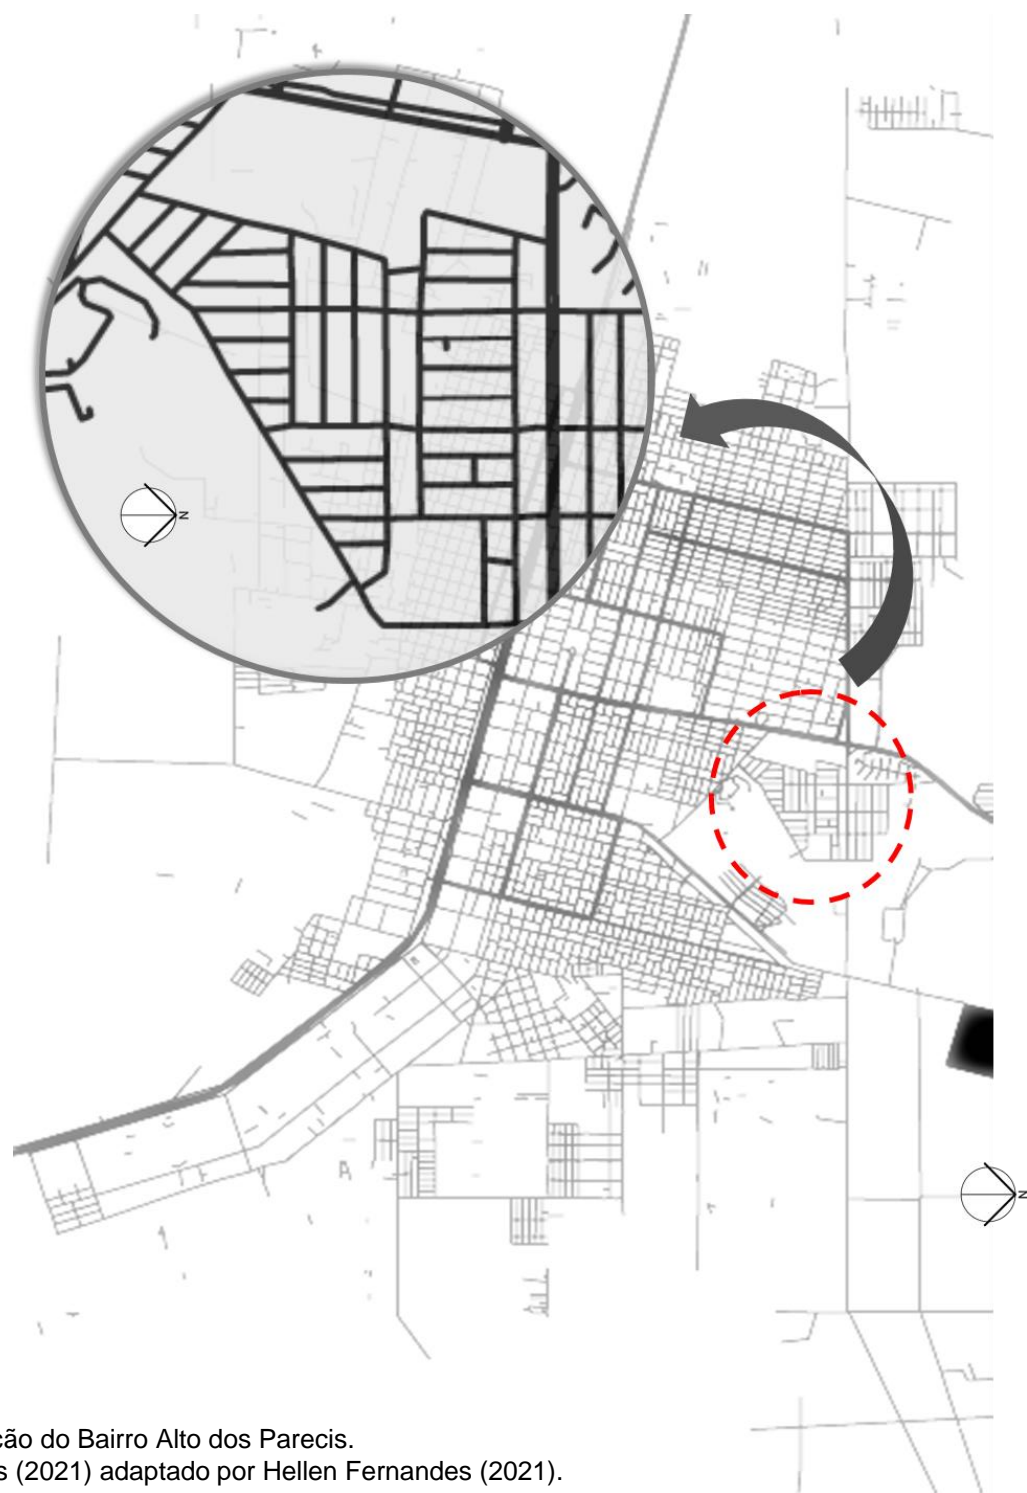 N
N
ção do Bairro Alto dos Parecis.
s (2021) adaptado por Hellen Fernandes (2021).